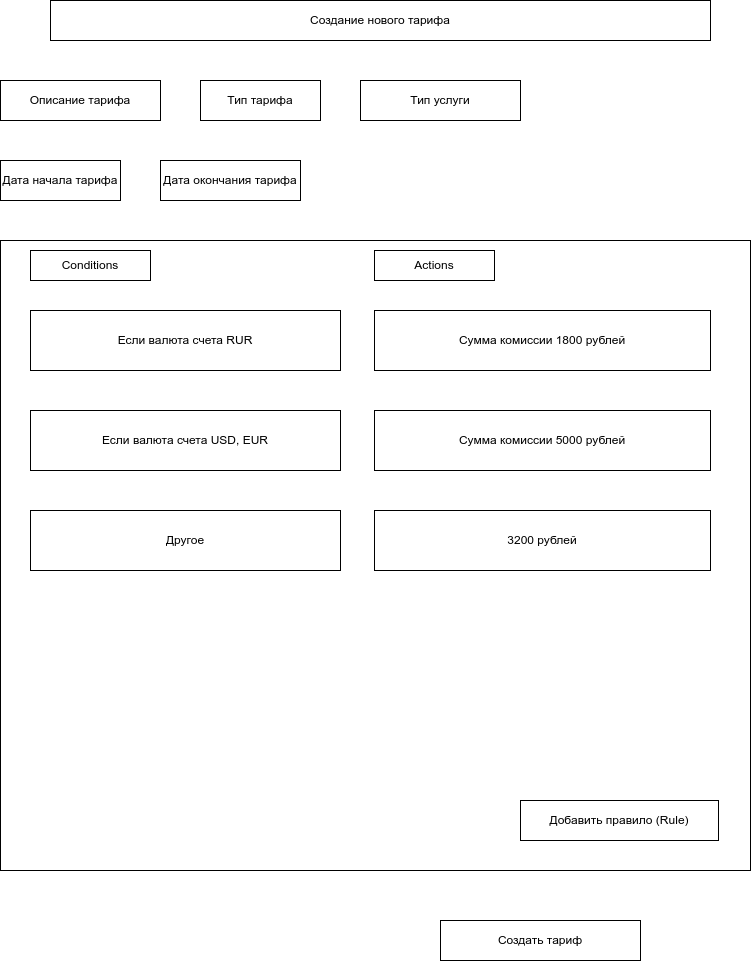 Создание нового тарифа
Описание тарифа
Тип тарифа
Тип услуги
Дата начала тарифа
Дата окончания тарифа
Conditions
Actions
Если валюта счета RUR
Сумма комиссии 1800 рублей
Если валюта счета USD, EUR
Сумма комиссии 5000 рублей
Другое
3200 рублей
Добавить правило (Rule)
Создать тариф